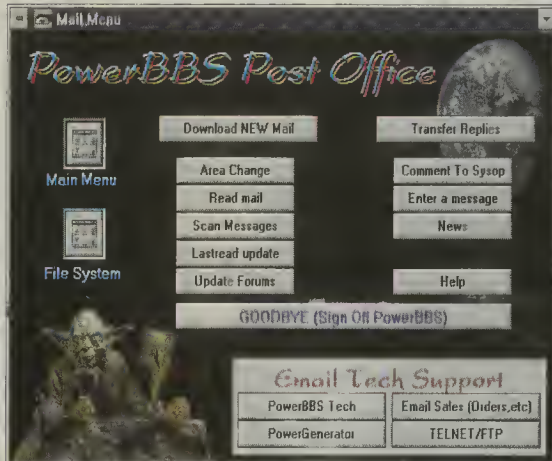 Mail Menu
PowerBBS Post Office
Download NEW Mail
Transfer Replies
Main Menu
Area Change
Comment To Sysop
Read mail
Enter a message
Scan Messages
News
File System
Lastread update
Update Forums
Help
GOODBYE (Sign Off PowerBBS)
Email Tech Support
PowerBBS Tech
Email Sales (Orders,etc)
PowerGenerator
TELNET/FTP